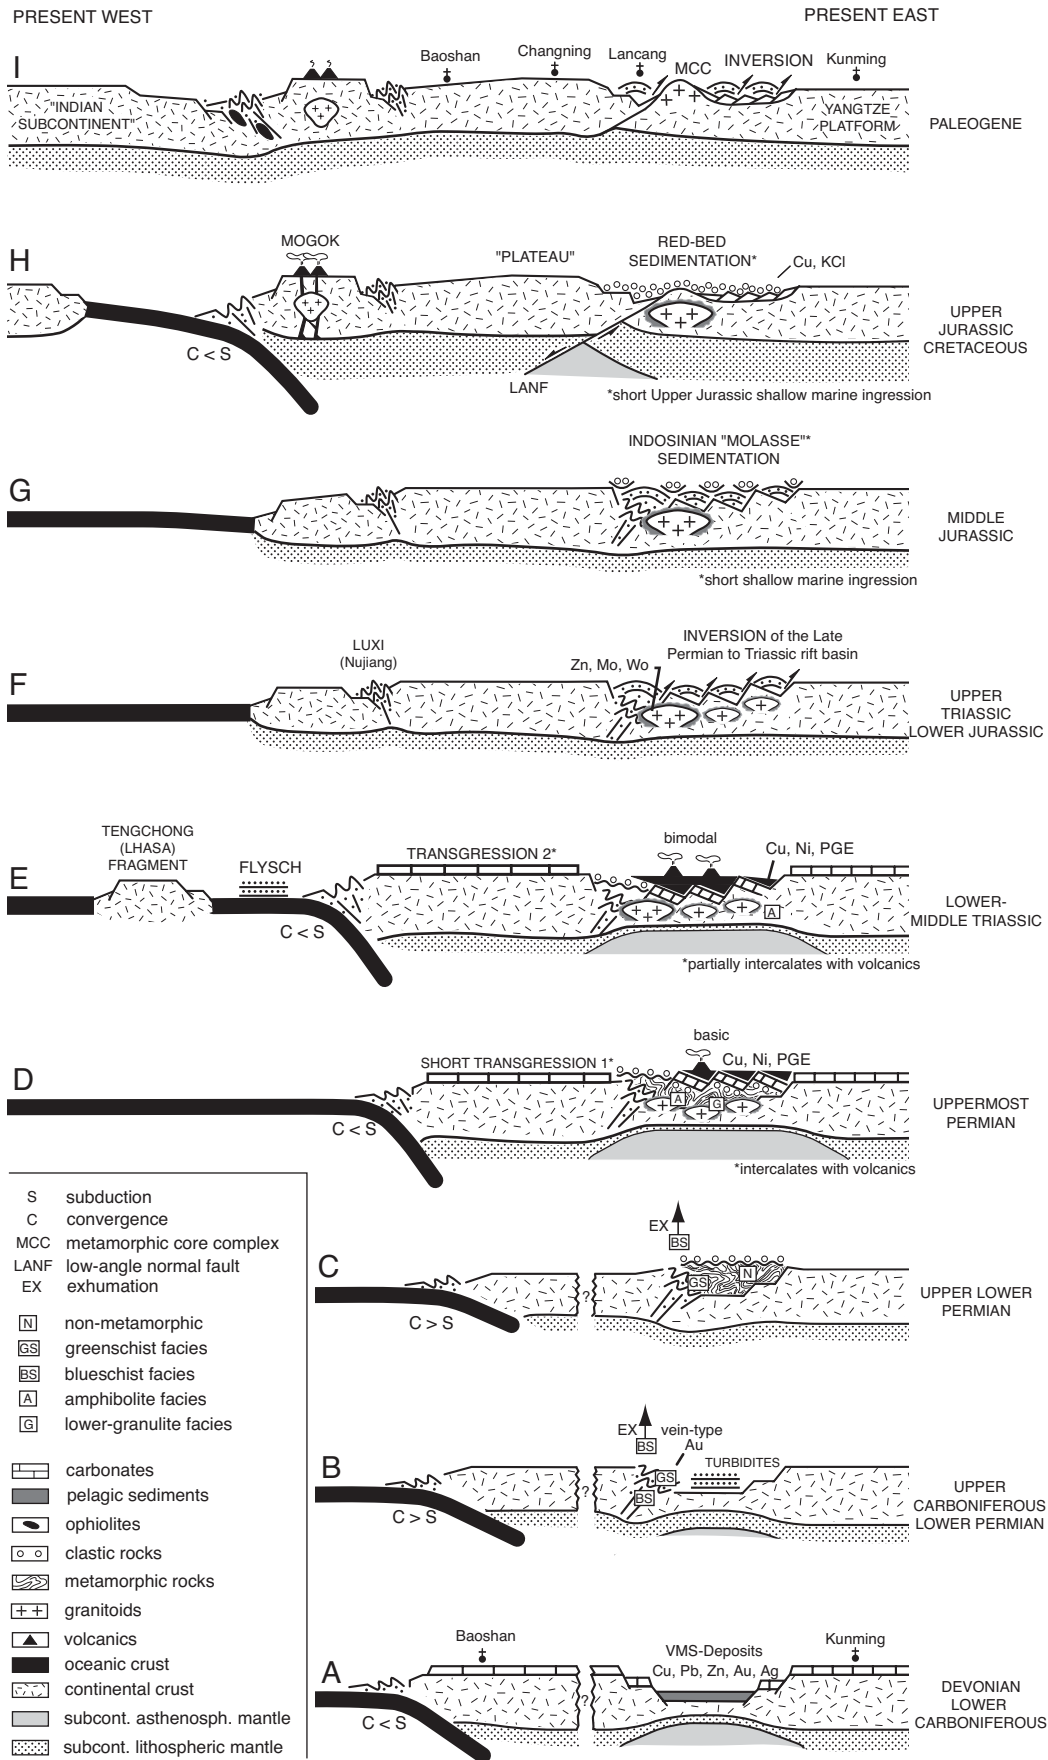 PRESENT WEST
PRESENT EAST
I
Baoshan
Changning
Lancang
MCC
INVERSION
Kunming
"INDIAN
SUBCONTINENT"
YANGTZE
PLATFORM
PALEOGENE
H
MOGOK
"PLATEAU"
RED-BED
SEDIMENTATION*
Cu, KCl
C < S
LANF
UPPER
JURASSIC
CRETACEOUS
*short Upper Jurassic shallow marine ingression
G
INDOSINIAN "MOLASSE"*
SEDIMENTATION
MIDDLE
JURASSIC
*short shallow marine ingression
F
LUXI
(Nujiang)
Zn, Mo, Wo
INVERSION of the Late
Permian to Triassic rift basin
UPPER
TRIASSIC
LOWER JURASSIC
E
TENGCHONG
(LHASA)
FRAGMENT
FLYSCH
TRANSGRESSION 2*
bimodal
Cu, Ni, PGE
A
C < S
LOWER-
MIDDLE TRIASSIC
*partially intercalates with volcanics
D
SHORT TRANSGRESSION 1*
basic
Cu, Ni, PGE
A
G
C < S
UPPERMOST
PERMIAN
*intercalates with volcanics
C
EX
BS
GS
N
?
C > S
UPPER LOWER
PERMIAN
B
EX
BS
vein-type
Au
GS
BS
TURBIDITES
?
C > S
UPPER
CARBONIFEROUS
LOWER PERMIAN
A
Baoshan
VMS-Deposits
Cu, Pb, Zn, Au, Ag
Kunming
?
C < S
DEVONIAN
LOWER
CARBONIFEROUS
S subduction
C convergence
MCC metamorphic core complex
LANF low-angle normal fault
EX exhumation
N non-metamorphic
GS greenschist facies
BS blueschist facies
A amphibolite facies
G lower-granulite facies
carbonates
pelagic sediments
ophiolites
clastic rocks
metamorphic rocks
granitoids
volcanics
oceanic crust
continental crust
subcont. asthenosph. mantle
subcont. lithospheric mantle